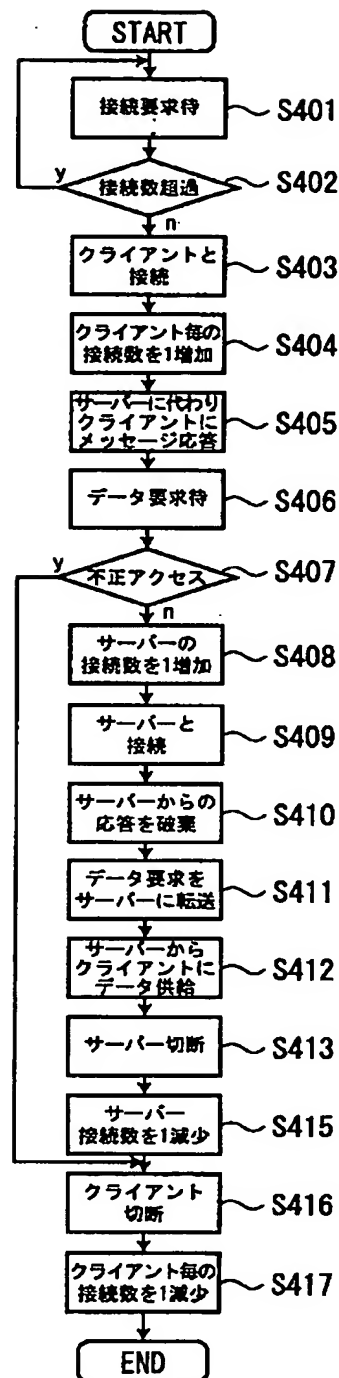 START
接続要求待
S401
y
接続数超過
S402
n
クライアントと
接続
S403
クライアント毎の
接続数を1増加
S404
サーバーに代わり
クライアントに
メッセージ応答
S405
データ要求待
S406
y
不正アクセス
S407
n
サーバーの
接続数を1増加
S408
サーバーと
接続
S409
サーバーからの
応答を破棄
S410
データ要求を
サーバーに転送
S411
サーバーから
クライアントに
データ供給
S412
サーバー切断
S413
サーバー
接続数を1減少
S415
クライアント
切断
S416
クライアント毎の
接続数を1減少
S417
END